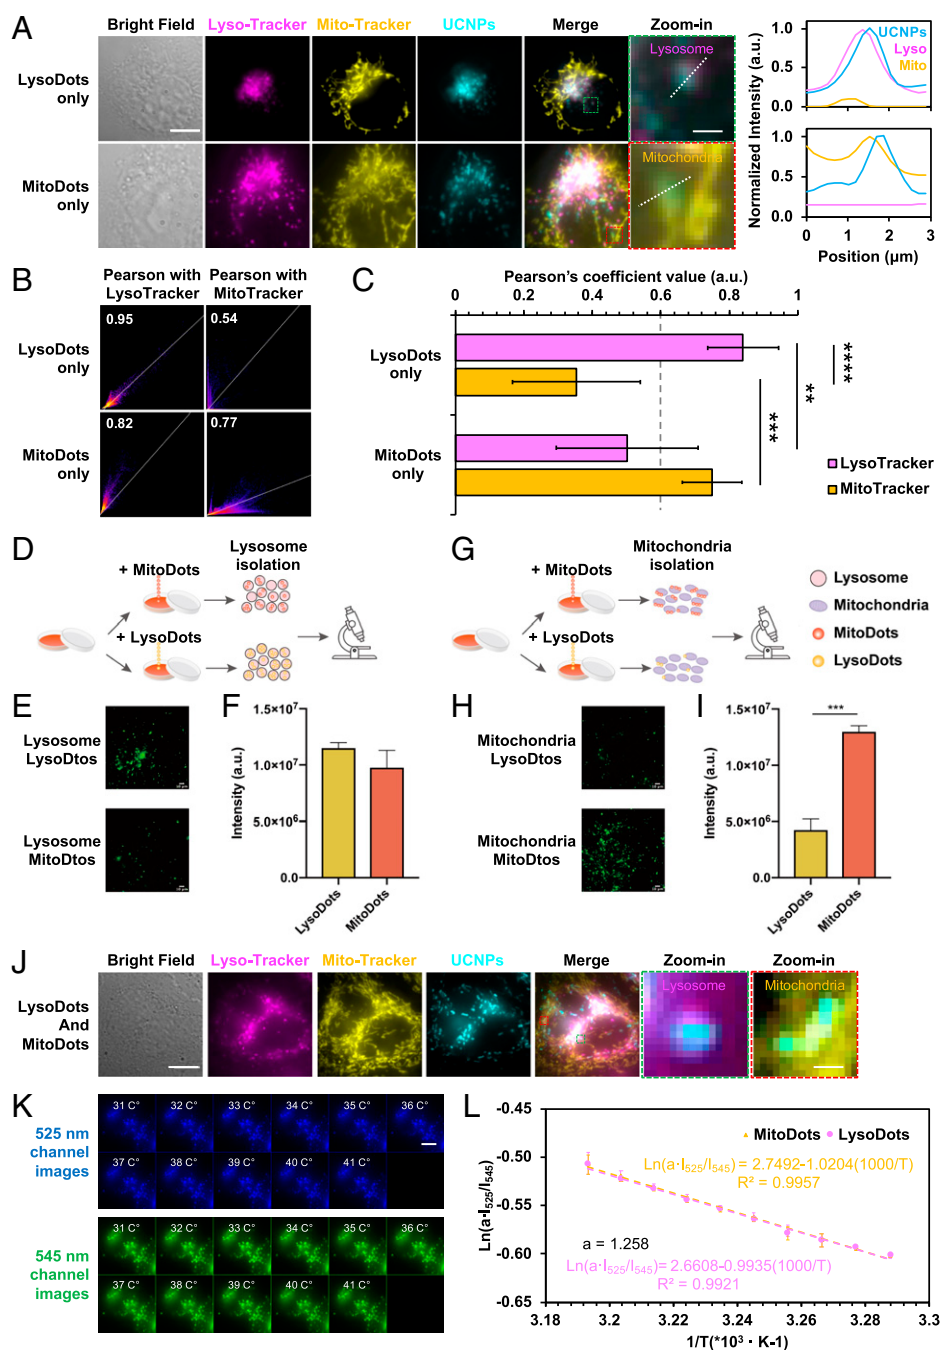 A
Bright Field Lyso-Tracker Mito-Tracker UCNPs Merge Zoom-in
LysoDots
only
Lysosome
MitoDots
only
Mitochondria
Normalized Intensity (a.u.)
1.0
0.5
0.0
UCNPs
Lyso
Mito
1.0
0.5
0.0
0 1 2 3
Position (µm)
B
Pearson with
LysoTracker
Pearson with
MitoTracker
LysoDots
only
0.95
0.54
MitoDots
only
0.82
0.77
C
Pearson's coefficient value (a.u.)
0 0.2 0.4 0.6 0.8 1
LysoDots
only
MitoDots
only
****
**
***
LysoTracker
MitoTracker
D
+ MitoDots
Lysosome
isolation
+ LysoDots
G
+ MitoDots
Mitochondria
isolation
+ LysoDots
Lysosome
Mitochondria
MitoDots
LysoDots
E
Lysosome
LysoDtos
Lysosome
MitoDtos
F
Intensity (a.u.)
1.5×10⁷
1.0×10⁷
5.0×10⁶
0.0
LysoDots
MitoDots
H
Mitochondria
LysoDtos
Mitochondria
MitoDtos
I
Intensity (a.u.)
1.5×10⁷
1.0×10⁷
5.0×10⁶
0.0
***
LysoDots
MitoDots
J
Bright Field Lyso-Tracker Mito-Tracker UCNPs Merge Zoom-in Zoom-in
LysoDots
And
MitoDots
Lysosome
Mitochondria
K
525 nm
channel
images
31 C° 32 C° 33 C° 34 C° 35 C° 36 C°
37 C° 38 C° 39 C° 40 C° 41 C°
545 nm
channel
images
31 C° 32 C° 33 C° 34 C° 35 C° 36 C°
37 C° 38 C° 39 C° 40 C° 41 C°
L
Ln(a·I₅₂₅/I₅₄₅)
-0.45
-0.50
-0.55
-0.60
-0.65
MitoDots LysoDots
Ln(a·I₅₂₅/I₅₄₅)= 2.7492-1.0204(1000/T)
R² = 0.9957
a = 1.258
Ln(a·I₅₂₅/I₅₄₅)= 2.6608-0.9935(1000/T)
R² = 0.9921
3.18 3.2 3.22 3.24 3.26 3.28 3.3
1/T(*10³ · K-1)